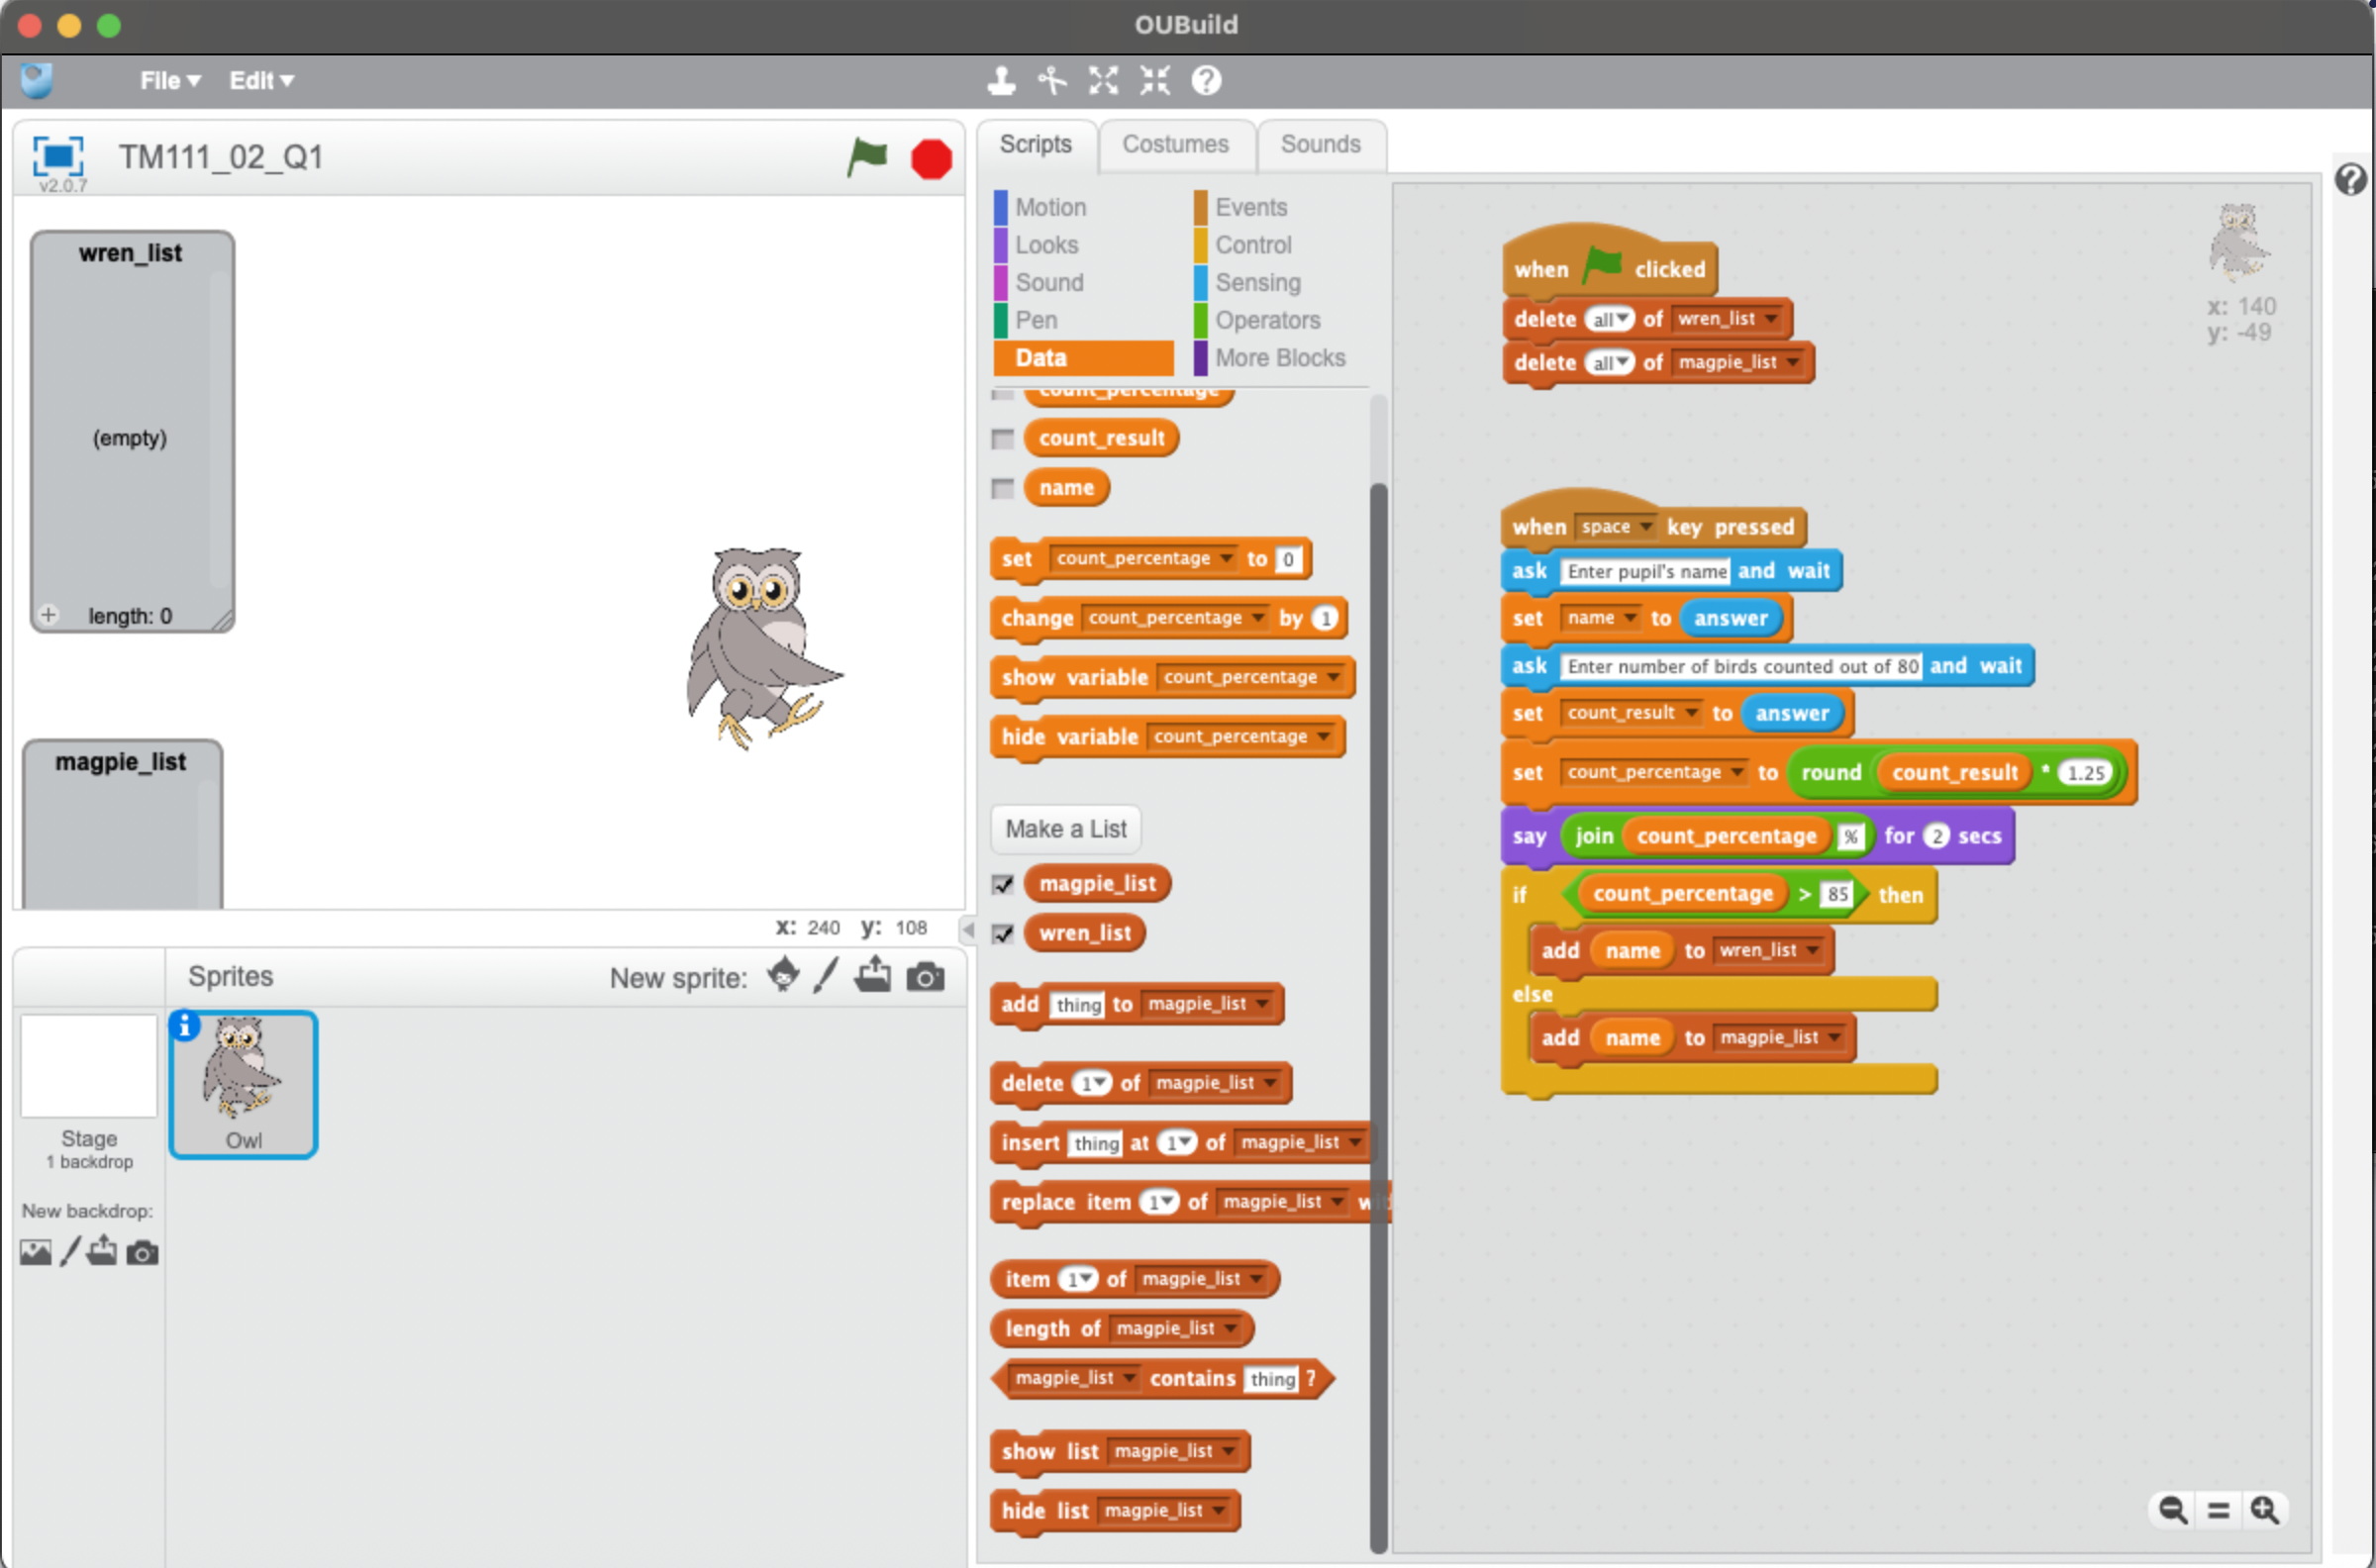 OUBuild
File Edit
TM111_02_Q1
v2.0.7
wren_list
(empty)
+ length: 0
magpie_list
x: 240 y: 108
Sprites New sprite:
Stage
1 backdrop
New backdrop:
Owl
Scripts Costumes Sounds
Motion Events
Looks Control
Sound Sensing
Pen Operators
Data More Blocks
count_percentage
count_result
name
set count_percentage to 0
change count_percentage by 1
show variable count_percentage
hide variable count_percentage
Make a List
magpie_list
wren_list
add thing to magpie_list
delete 1 of magpie_list
insert thing at 1 of magpie_list
replace item 1 of magpie_list wit
item 1 of magpie_list
length of magpie_list
magpie_list contains thing ?
show list magpie_list
hide list magpie_list
when clicked
delete all of wren_list
delete all of magpie_list
x: 140
y: -49
when space key pressed
ask Enter pupil's name and wait
set name to answer
ask Enter number of birds counted out of 80 and wait
set count_result to answer
set count_percentage to round count_result * 1.25
say join count_percentage % for 2 secs
if count_percentage > 85 then
add name to wren_list
else
add name to magpie_list